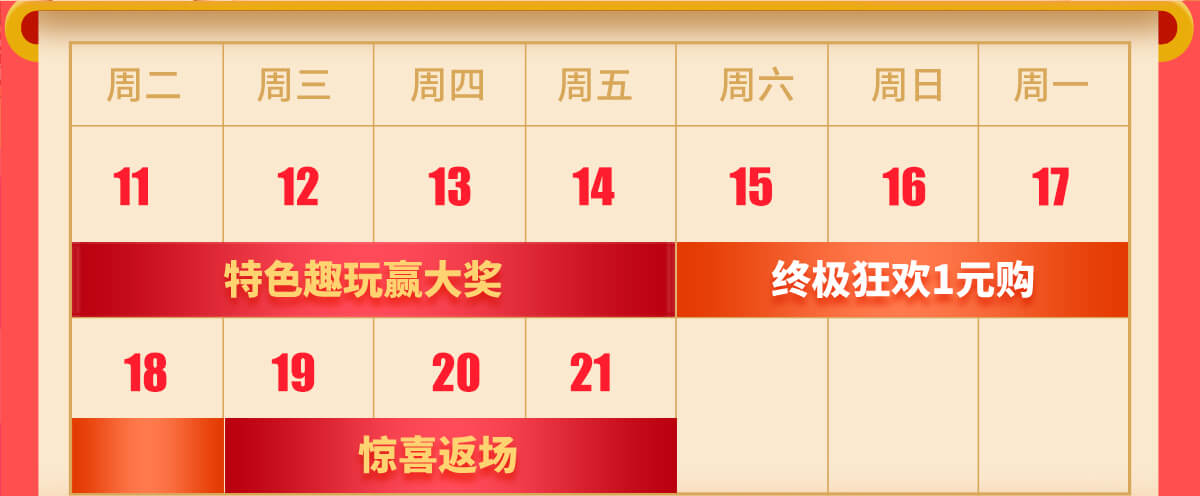 周二 周三 周四 周五 周六 周日 周一
11 12 13 14 15 16 17
特色趣玩赢大奖 终极狂欢1元购
18 19 20 21
惊喜返场